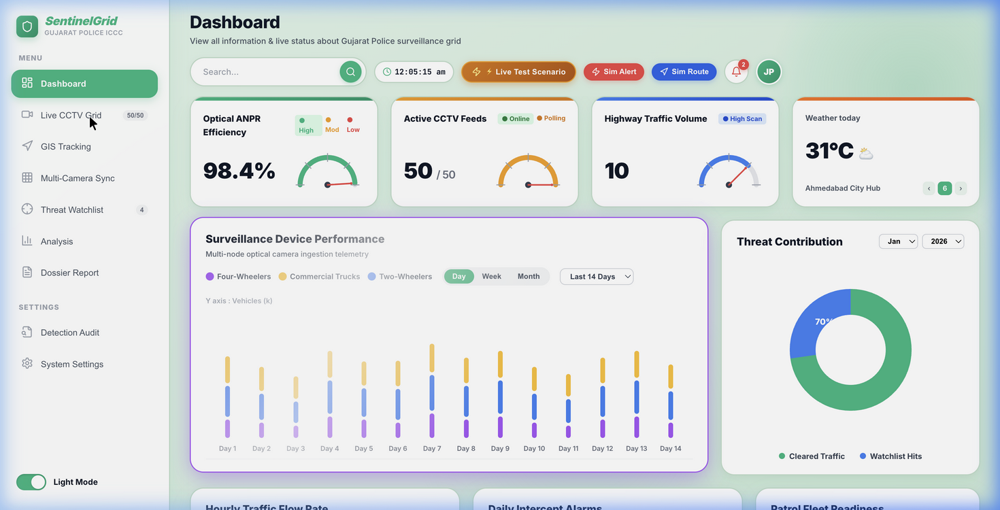 SentinelGrid
GUJARAT POLICE ICCC
MENU
Dashboard
Live CCTV Grid 50/50
GIS Tracking
Multi-Camera Sync
Threat Watchlist 4
Analysis
Dossier Report
SETTINGS
Detection Audit
System Settings
Light Mode
Dashboard
View all information & live status about Gujarat Police surveillance grid
Search...
12:05:15 am
⚡ Live Test Scenario
Sim Alert
Sim Route
2
JP
Optical ANPR
Efficiency
High Mod Low
98.4%
Active CCTV Feeds
Online Polling
50 / 50
Highway Traffic Volume
High Scan
10
Weather today
31°C
Ahmedabad City Hub
‹ 6 ›
Surveillance Device Performance
Multi-node optical camera ingestion telemetry
Four-Wheelers Commercial Trucks Two-Wheelers
Day Week Month
Last 14 Days
Y axis : Vehicles (k)
Day 1 Day 2 Day 3 Day 4 Day 5 Day 6 Day 7 Day 8 Day 9 Day 10 Day 11 Day 12 Day 13 Day 14
Threat Contribution
Jan 2026
70%
Cleared Traffic Watchlist Hits
Hourly Traffic Flow Rate
Daily Intercept Alarms
Patrol Fleet Readiness